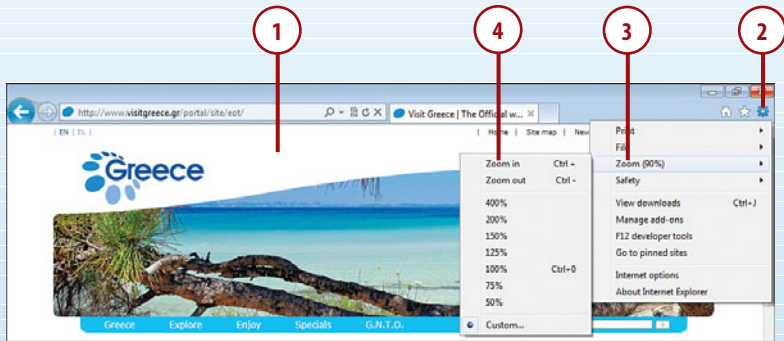 1
4
3
2
http://www.visitgreece.gr/portal/site/eot/
Visit Greece | The Official w...
| EN | EL |
| Home | Site map | New
Greece
Print
File
Zoom (90%)
Safety
View downloads Ctrl+J
Manage add-ons
F12 developer tools
Go to pinned sites
Internet options
About Internet Explorer
Zoom in Ctrl +
Zoom out Ctrl -
400%
200%
150%
125%
100% Ctrl+0
75%
50%
Custom...
Greece Explore Enjoy Specials G.N.T.O.